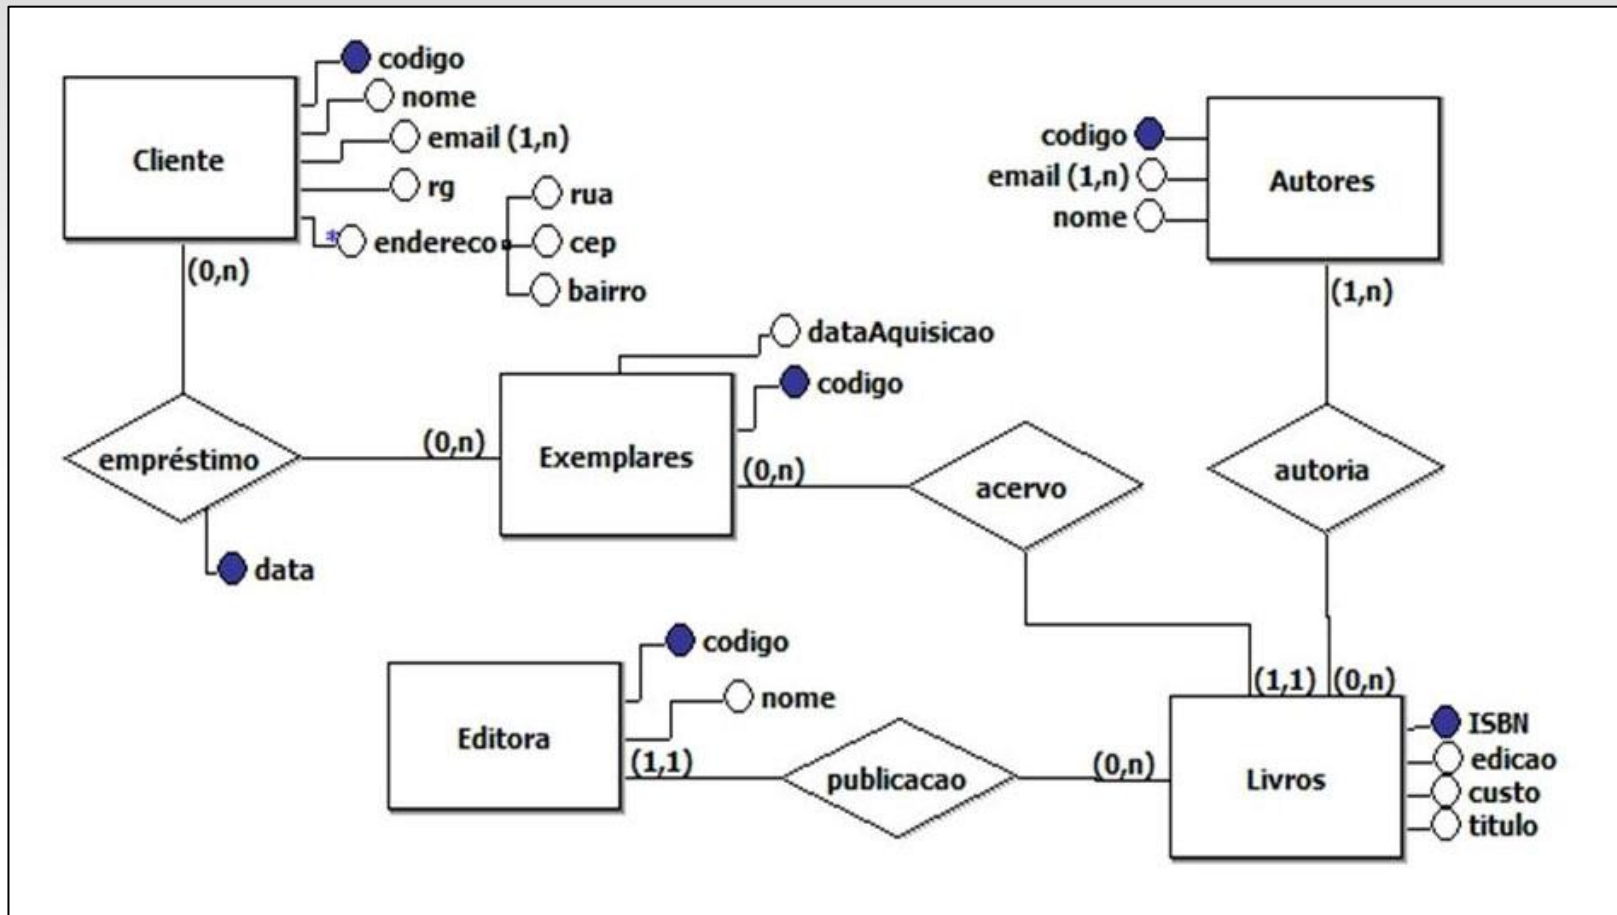 codigo
nome
email (1,n)
Cliente
rg
rua
*
endereco
cep
bairro
(0,n)
codigo
email (1,n)
nome
Autores
(1,n)
dataAquisicao
codigo
empréstimo
(0,n)
Exemplares
(0,n)
acervo
autoria
data
codigo
nome
Editora
(1,1)
publicacao
(0,n)
(1,1)
(0,n)
Livros
ISBN
edicao
custo
titulo